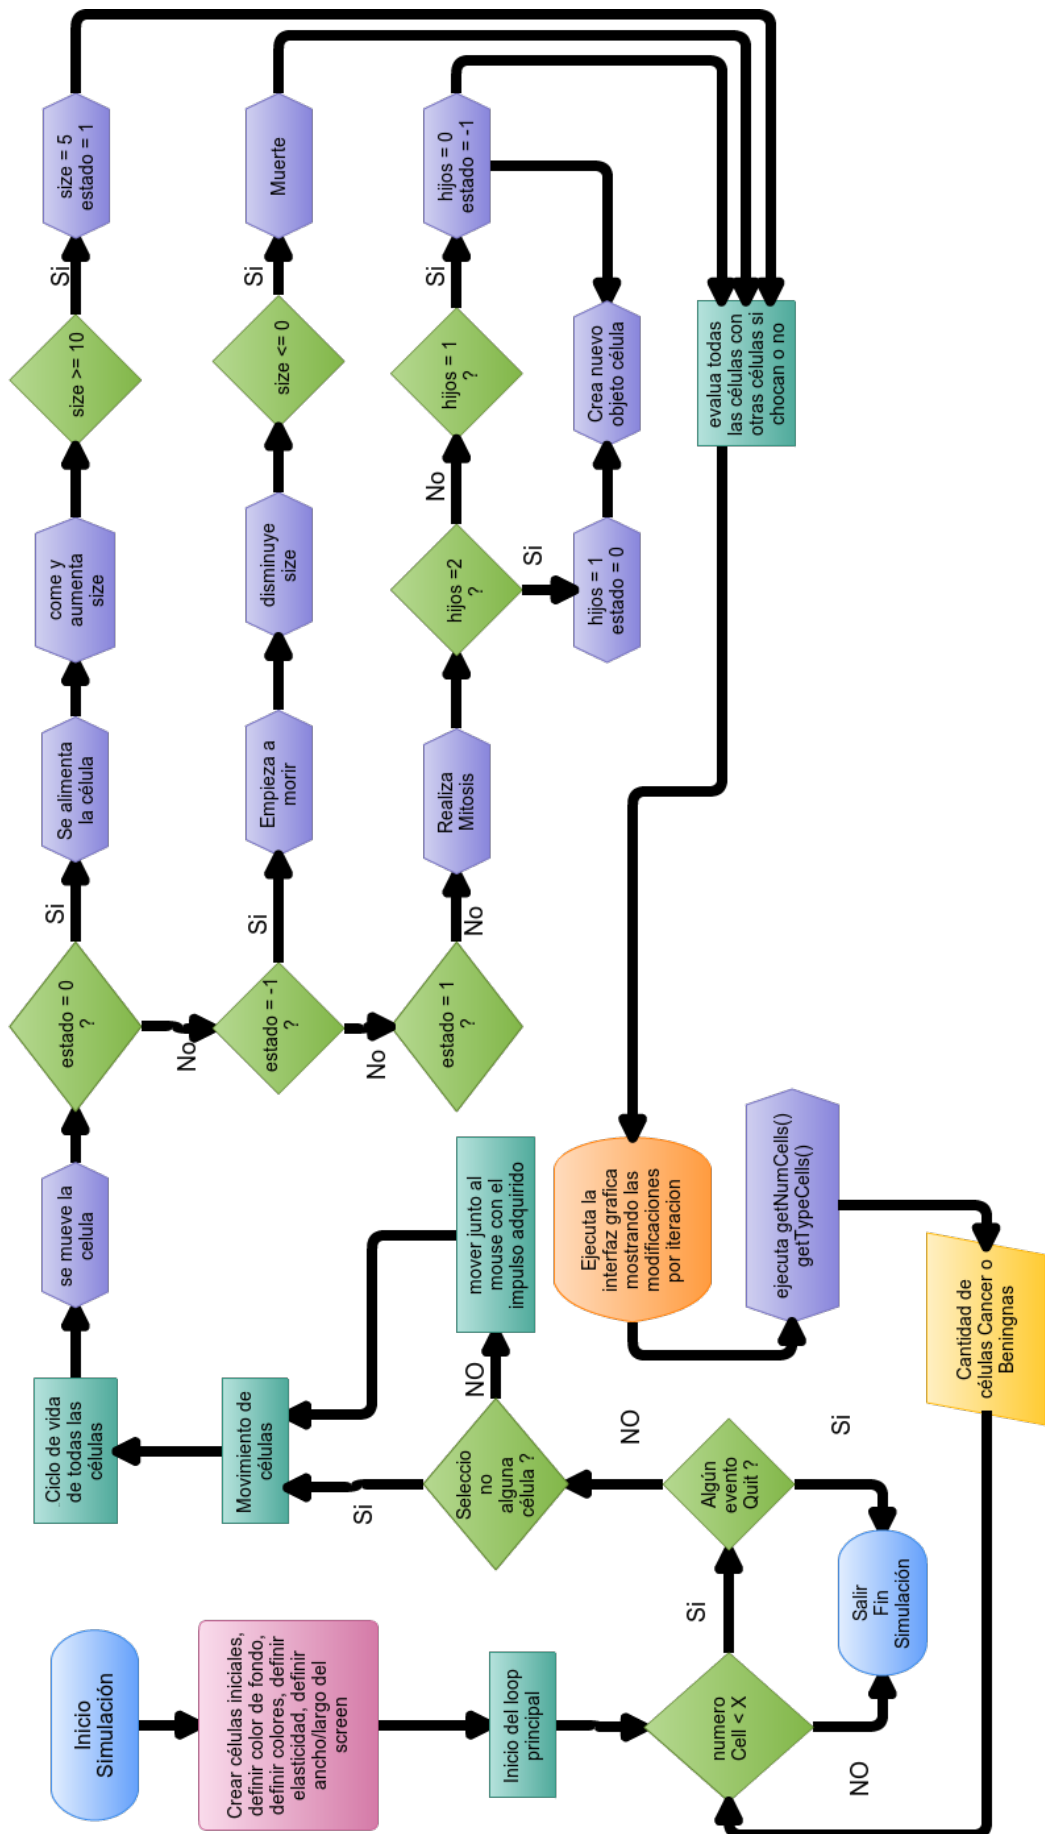 Inicio
Simulación
Crear células iniciales,
definir color de fondo,
definir colores, definir
elasticidad, definir
ancho/largo del
screen
Inicio del loop
principal
numero
Cell < X
Si
NO
Algún
evento
Quit ?
Si
NO
Salir
Fin
Simulación
Seleccio
no
alguna
célula ?
Si
NO
mover junto al
mouse con el
impulso adquirido
Movimiento de
células
Ciclo de vida
de todas las
células
se mueve la
celula
estado = 0
?
Si
No
Se alimenta
la célula
come y
aumenta
size
size >= 10
Si
size = 5
estado = 1
estado = -1
?
Si
No
Empieza a
morir
disminuye
size
size <= 0
Si
Muerte
estado = 1
?
No
Realiza
Mitosis
hijos =2
?
No
Si
hijos = 1
?
Si
hijos = 0
estado = -1
hijos = 1
estado = 0
Crea nuevo
objeto célula
evalua todas
las células con
otras células si
chocan o no
Ejecuta la
interfaz grafica
mostrando las
modificaciones
por iteracion
ejecuta getNumCells()
getTypeCells()
Cantidad de
células Cancer o
Beningnas